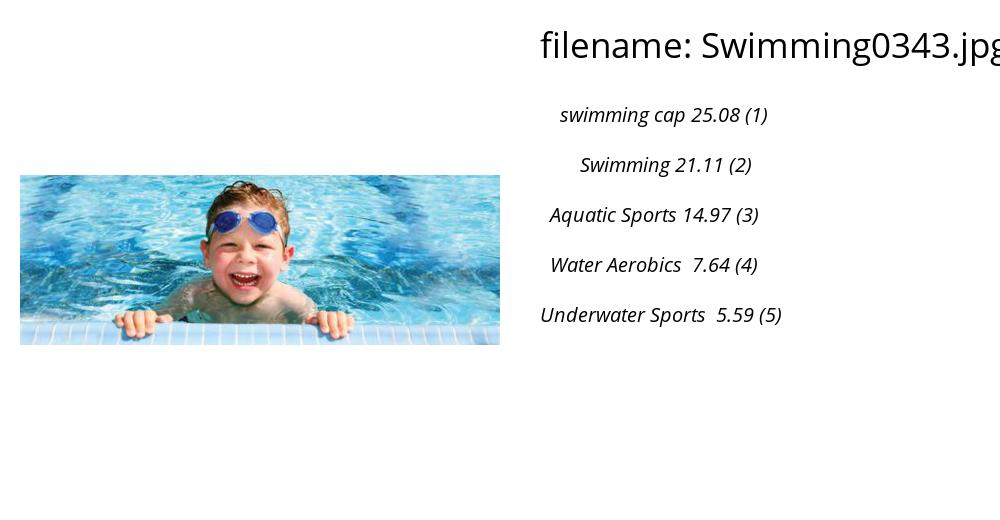 filename: Swimming0343.jpg
swimming cap 25.08 (1)
Swimming 21.11 (2)
Aquatic Sports 14.97 (3)
Water Aerobics 7.64 (4)
Underwater Sports 5.59 (5)